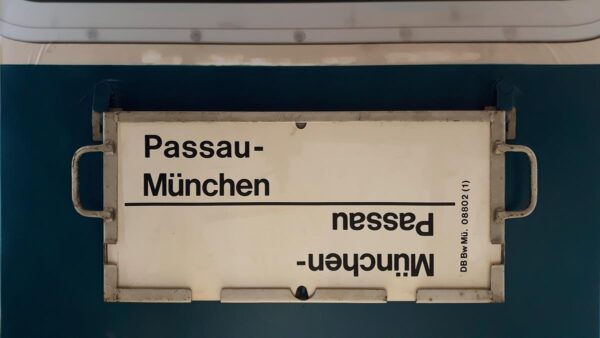 Passau-
München
München-
Passau
DB Bw Mü. 08802 (1)